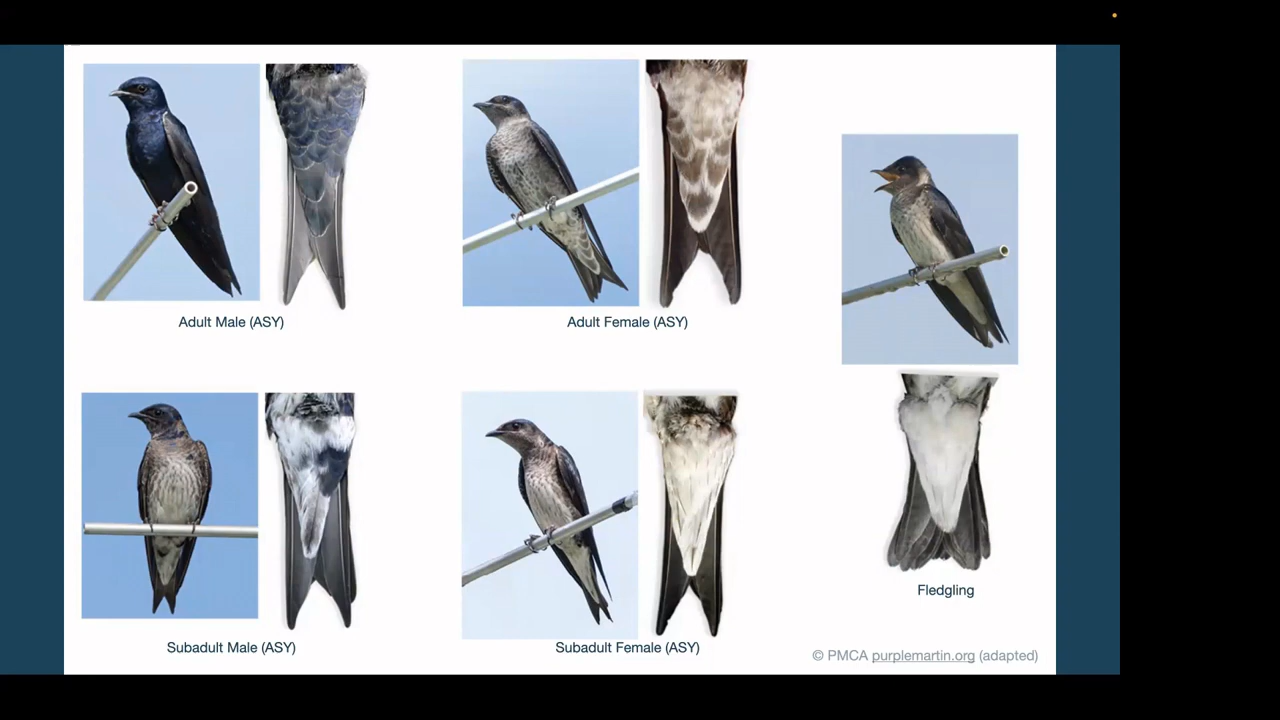 Adult Male (ASY)
Adult Female (ASY)
Fledgling
Subadult Male (ASY)
Subadult Female (ASY)
© PMCA purplemartin.org (adapted)